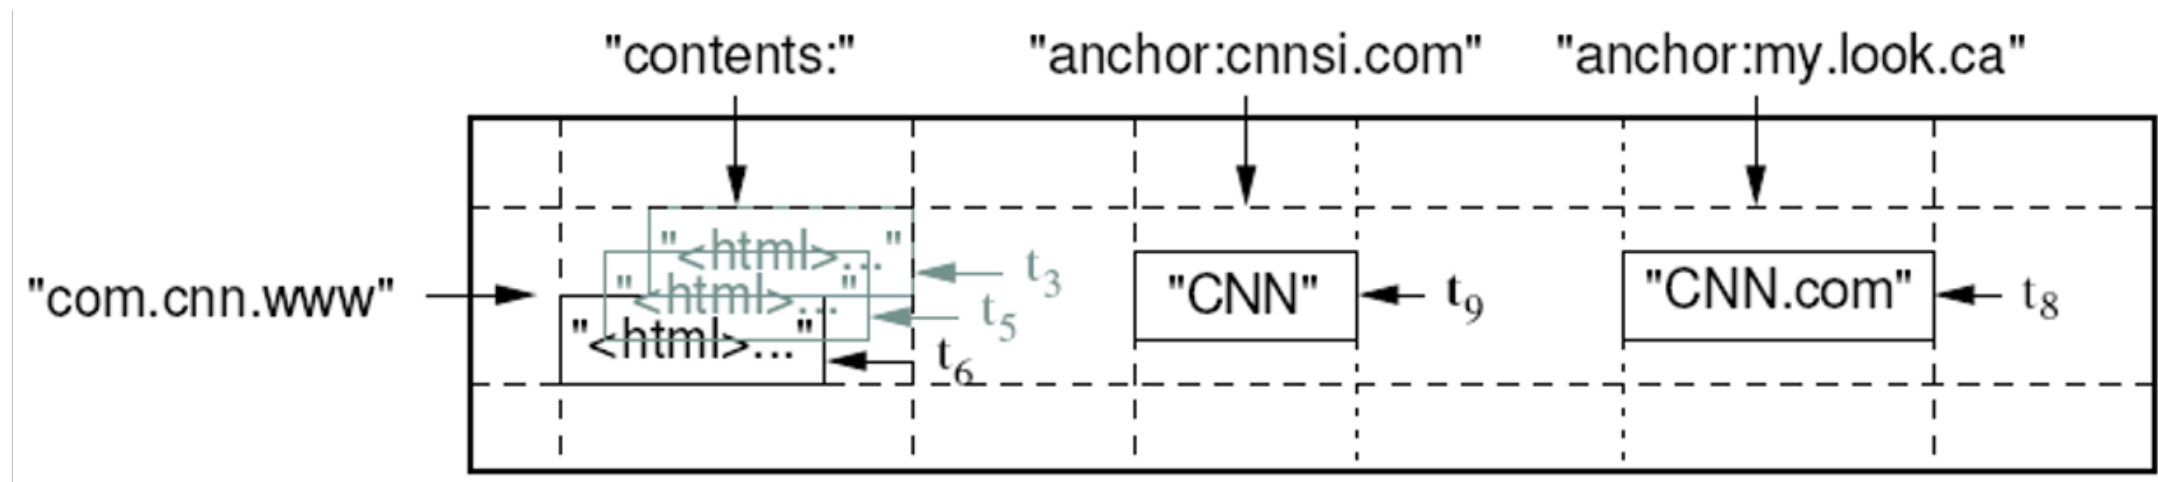 "contents:" "anchor:cnnsi.com" "anchor:my.look.ca"
"<html>..." t3
"com.cnn.www" "<html>..." t5 "CNN" t9 "CNN.com" t8
"<html>..." t6